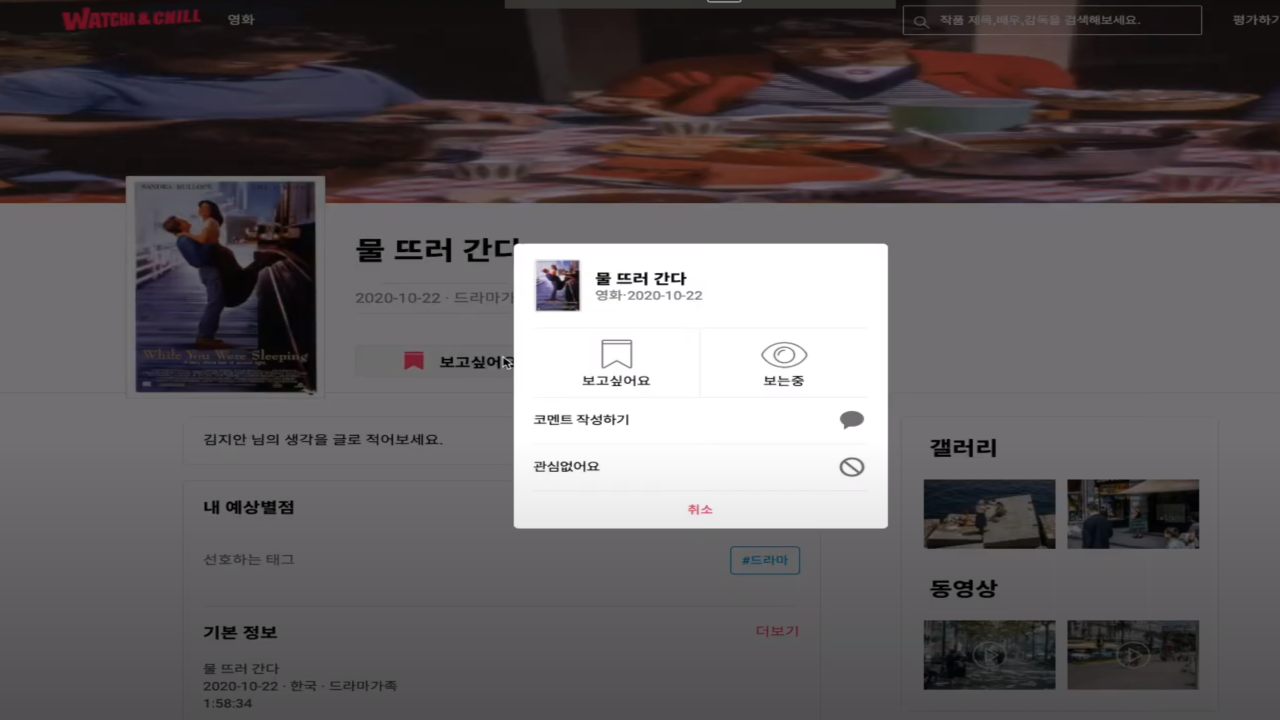 WATCHA & CHILL
영화
작품 제목,배우,감독을 검색해보세요.
평가하기
While You Were Sleeping
물 뜨러 간다
2020-10-22 · 드라마가
보고싶어요
물 뜨러 간다
영화·2020-10-22
보고싶어요
보는중
코멘트 작성하기
관심없어요
취소
김지안 님의 생각을 글로 적어보세요.
내 예상별점
선호하는 태그
#드라마
기본 정보
더보기
물 뜨러 간다
2020-10-22 · 한국 · 드라마가족
1:58:34
갤러리
동영상